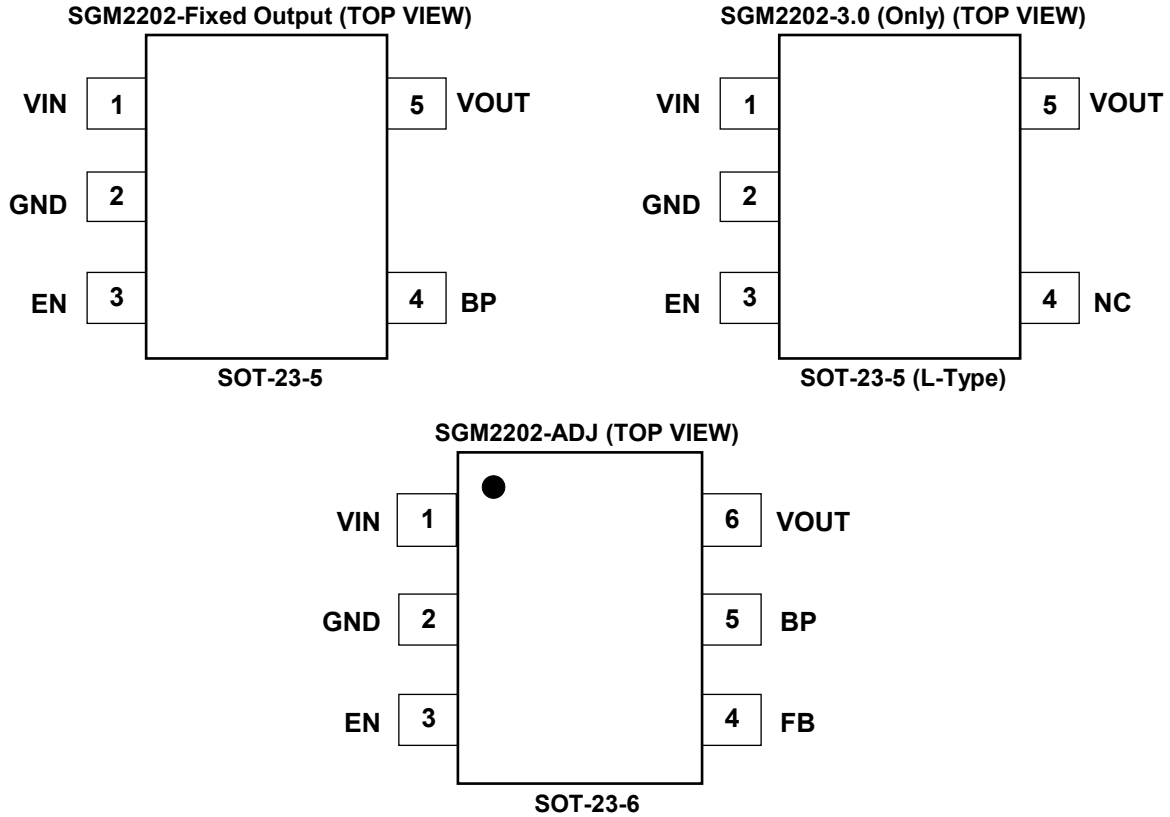 SGM2202-Fixed Output (TOP VIEW)
VIN 1 5 VOUT
GND 2
EN 3 4 BP
SOT-23-5
SGM2202-3.0 (Only) (TOP VIEW)
VIN 1 5 VOUT
GND 2
EN 3 4 NC
SOT-23-5 (L-Type)
SGM2202-ADJ (TOP VIEW)
VIN 1 6 VOUT
GND 2 5 BP
EN 3 4 FB
SOT-23-6